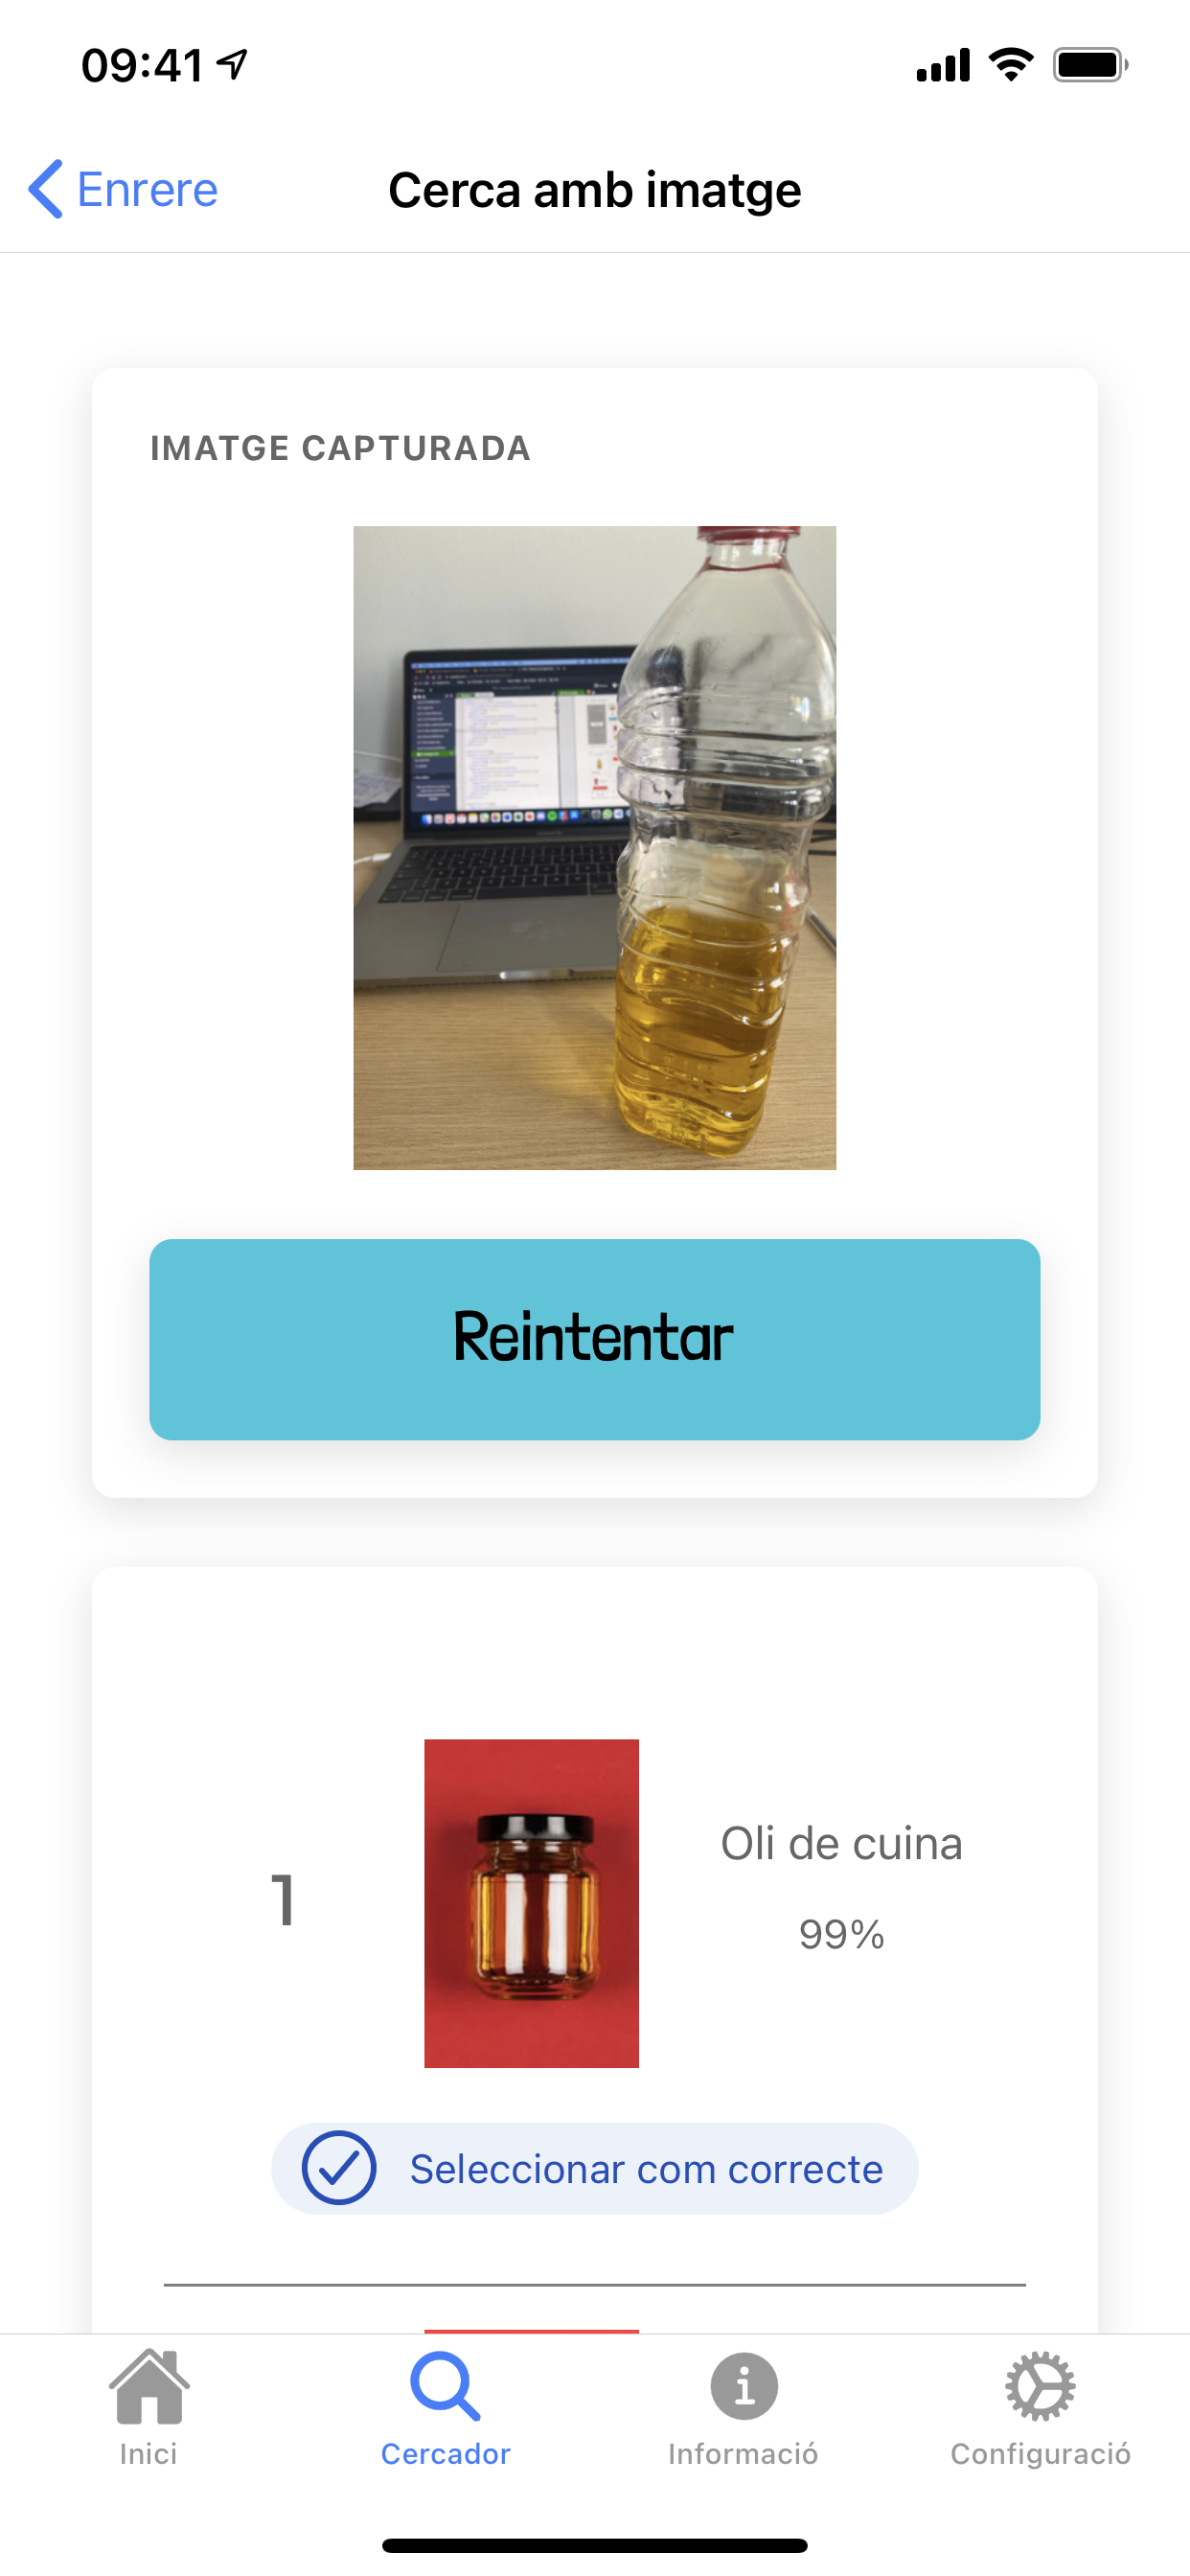 09:41
Enrere
Cerca amb imatge
IMATGE CAPTURADA
Reintentar
1
Oli de cuina
99%
Seleccionar com correcte
Inici
Cercador
Informació
Configuració